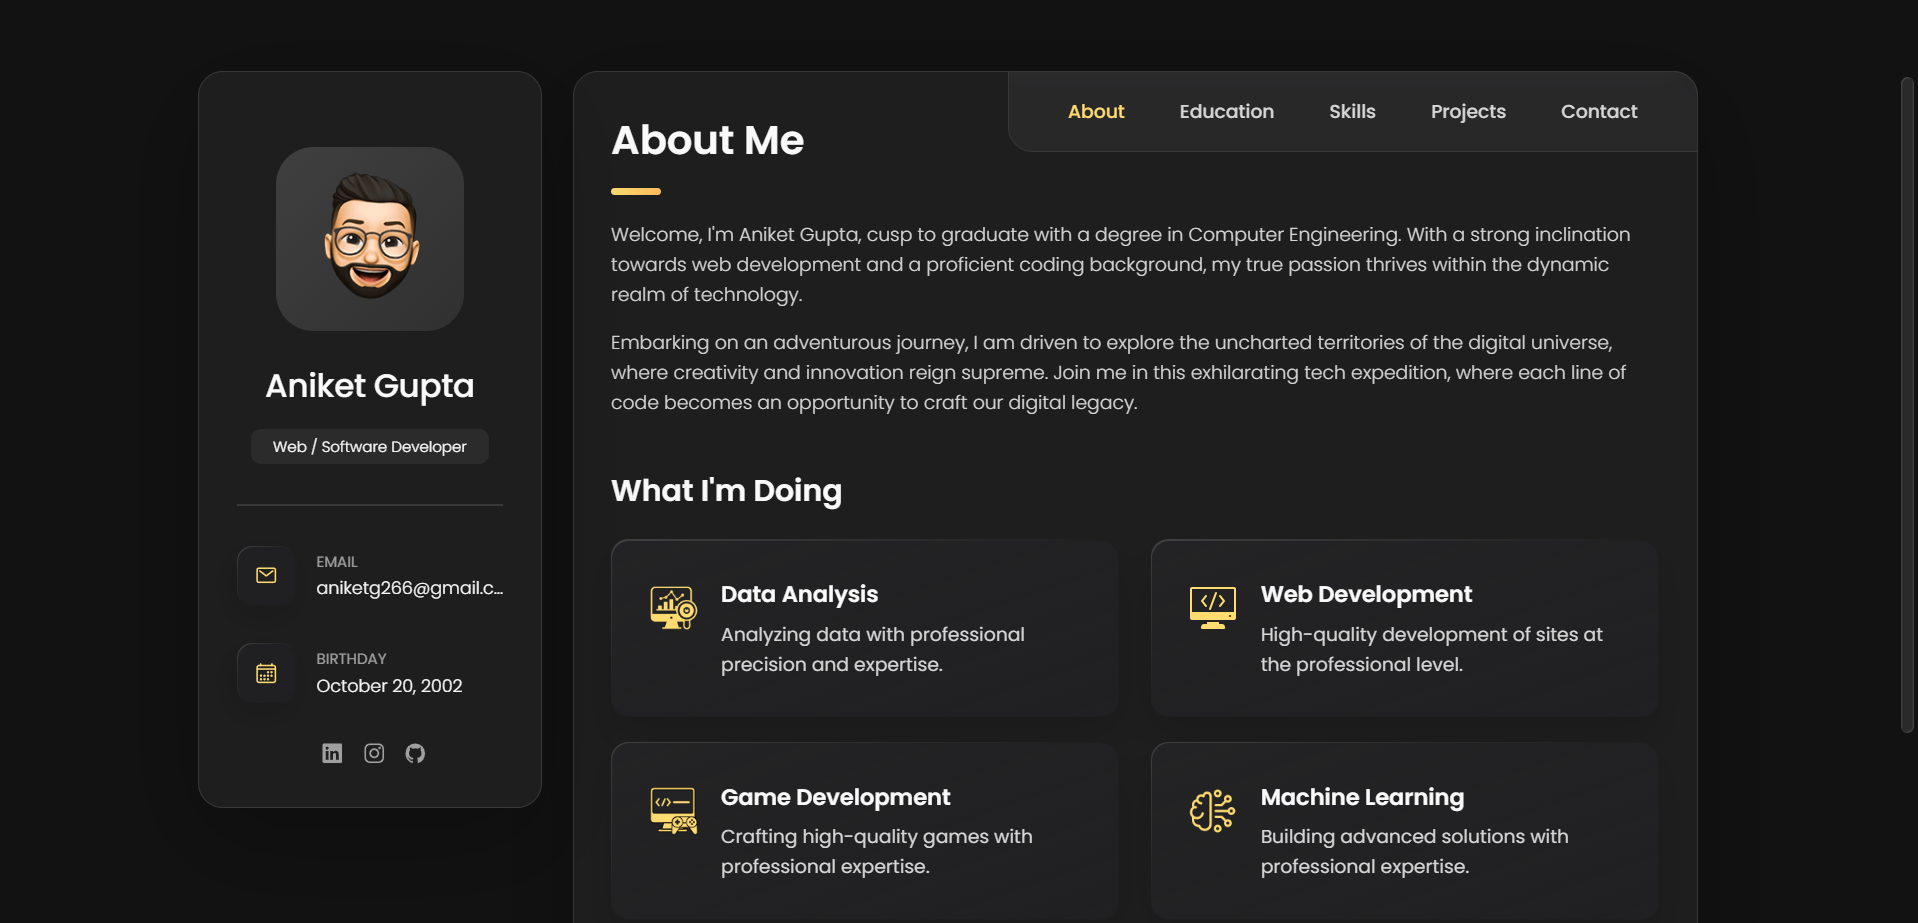 Aniket Gupta
Web / Software Developer
EMAIL
aniketg266@gmail.c...
BIRTHDAY
October 20, 2002
About
Education
Skills
Projects
Contact
About Me
Welcome, I'm Aniket Gupta, cusp to graduate with a degree in Computer Engineering. With a strong inclination
towards web development and a proficient coding background, my true passion thrives within the dynamic
realm of technology.
Embarking on an adventurous journey, I am driven to explore the uncharted territories of the digital universe,
where creativity and innovation reign supreme. Join me in this exhilarating tech expedition, where each line of
code becomes an opportunity to craft our digital legacy.
What I'm Doing
Data Analysis
Analyzing data with professional
precision and expertise.
Web Development
High-quality development of sites at
the professional level.
Game Development
Crafting high-quality games with
professional expertise.
Machine Learning
Building advanced solutions with
professional expertise.